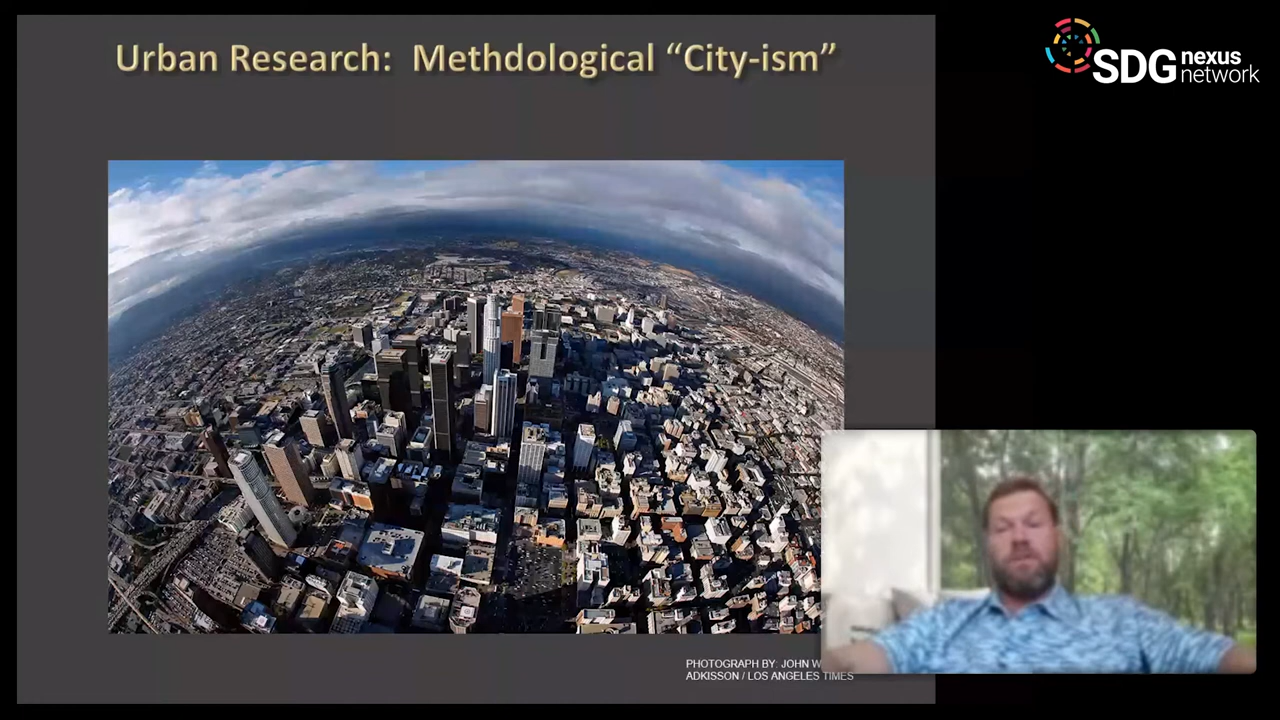 Urban Research: Methdological “City-ism”
SDG nexus
network
PHOTOGRAPH BY: JOHN W
ADKISSON / LOS ANGELES TIMES